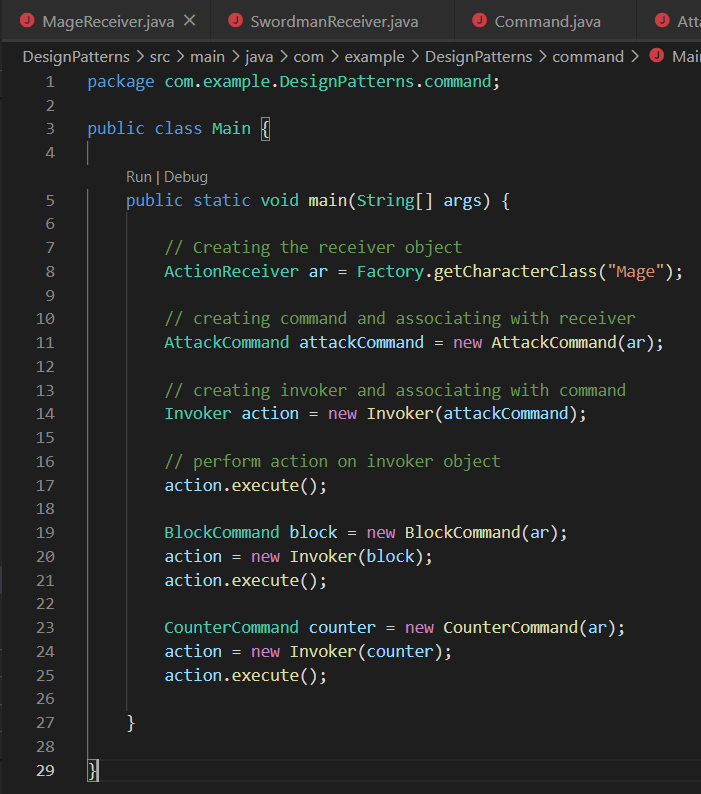 MageReceiver.java
SwordmanReceiver.java
Command.java
DesignPatterns > src > main > java > com > example > DesignPatterns > command >
1 package com.example.DesignPatterns.command;
2
3 public class Main {
4
Run | Debug
5 public static void main(String[] args) {
6
7 // Creating the receiver object
8 ActionReceiver ar = Factory.getCharacterClass("Mage");
9
10 // creating command and associating with receiver
11 AttackCommand attackCommand = new AttackCommand(ar);
12
13 // creating invoker and associating with command
14 Invoker action = new Invoker(attackCommand);
15
16 // perform action on invoker object
17 action.execute();
18
19 BlockCommand block = new BlockCommand(ar);
20 action = new Invoker(block);
21 action.execute();
22
23 CounterCommand counter = new CounterCommand(ar);
24 action = new Invoker(counter);
25 action.execute();
26
27 }
28
29 }